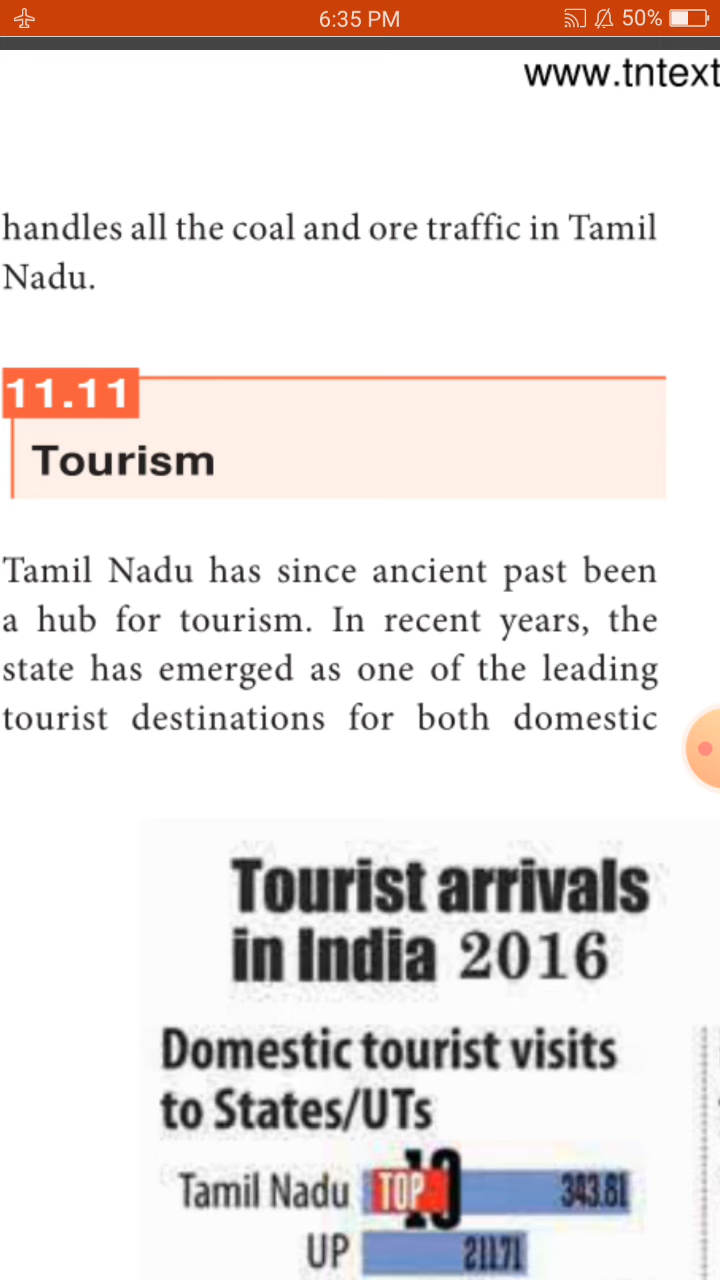 6:35 PM
50%
www.tntext
handles all the coal and ore traffic in Tamil
Nadu.
11.11
Tourism
Tamil Nadu has since ancient past been
a hub for tourism. In recent years, the
state has emerged as one of the leading
tourist destinations for both domestic
Tourist arrivals
in India 2016
Domestic tourist visits
to States/UTs
Tamil Nadu TOP 10 343.81
UP 211.71